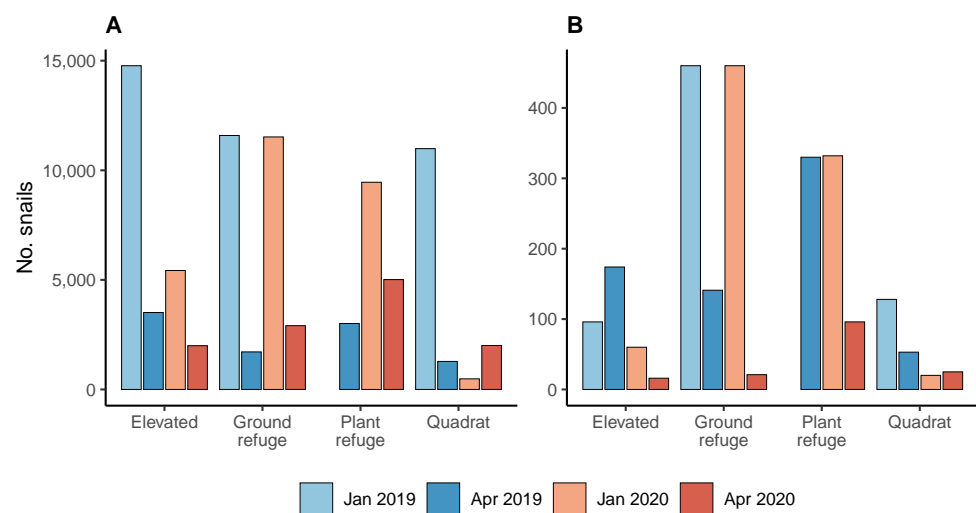 A
B
No. snails
15,000
10,000
5,000
0
400
300
200
100
0
Elevated
Ground
refuge
Plant
refuge
Quadrat
Elevated
Ground
refuge
Plant
refuge
Quadrat
Jan 2019
Apr 2019
Jan 2020
Apr 2020